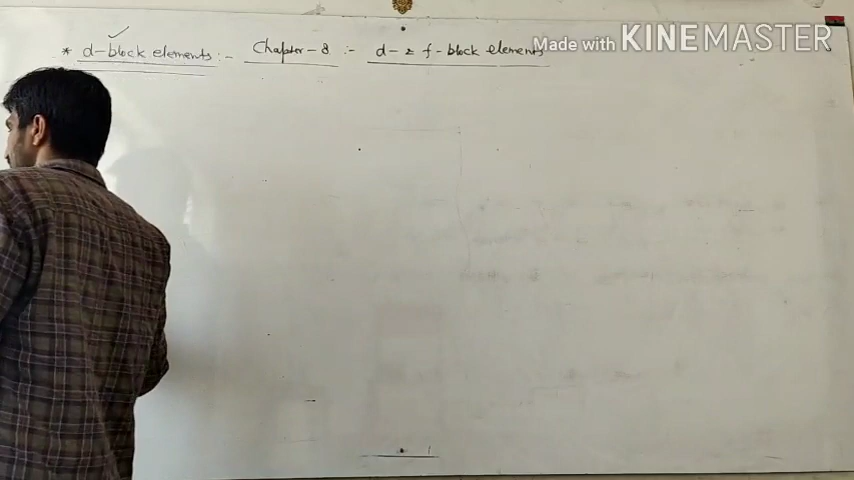 * d-block elements :- Chapter-8 :- d- & f-block elements
Made with KINEMASTER